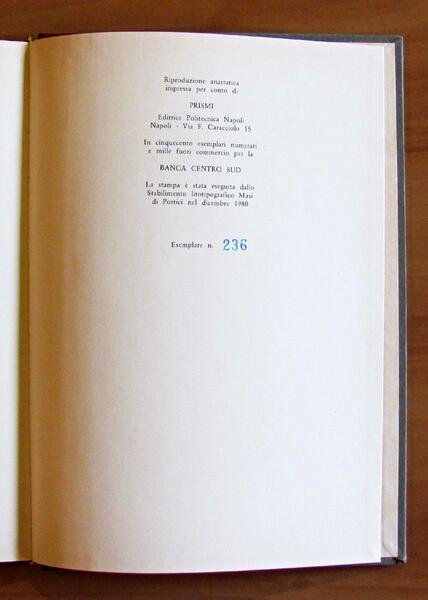 Riproduzione anastatica
impressa per conto di
PRISMI
Editrice Politecnica Napoli
Napoli - Via F. Caracciolo 15
In cinquecento esemplari numerati
e mille fuori commercio per la
BANCA CENTRO SUD
La stampa è stata eseguita dallo
Stabilimento litotipografico Masi
di Portici nel dicembre 1980
Esemplare n. 236